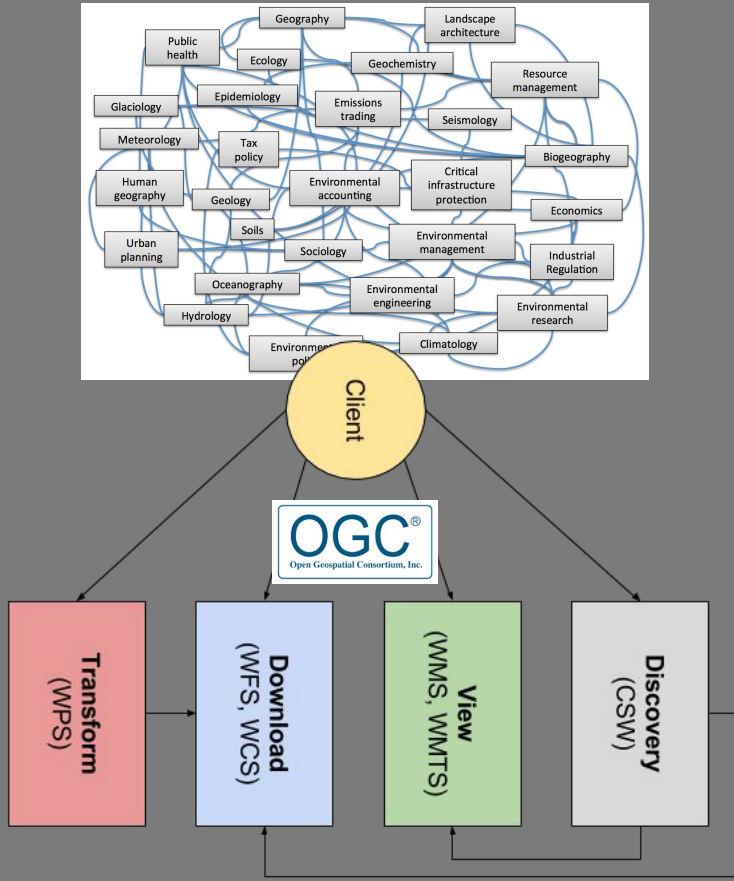 Geography
Landscape
architecture
Public
health
Ecology
Geochemistry
Resource
management
Glaciology
Epidemiology
Emissions
trading
Seismology
Meteorology
Tax
policy
Biogeography
Human
geography
Geology
Environmental
accounting
Critical
infrastructure
protection
Economics
Soils
Urban
planning
Sociology
Environmental
management
Industrial
Regulation
Oceanography
Environmental
engineering
Environmental
research
Hydrology
Climatology
Client
OGC®
Open Geospatial Consortium, Inc.
Transform
(WPS)
Download
(WFS, WCS)
View
(WMS, WMTS)
Discovery
(CSW)